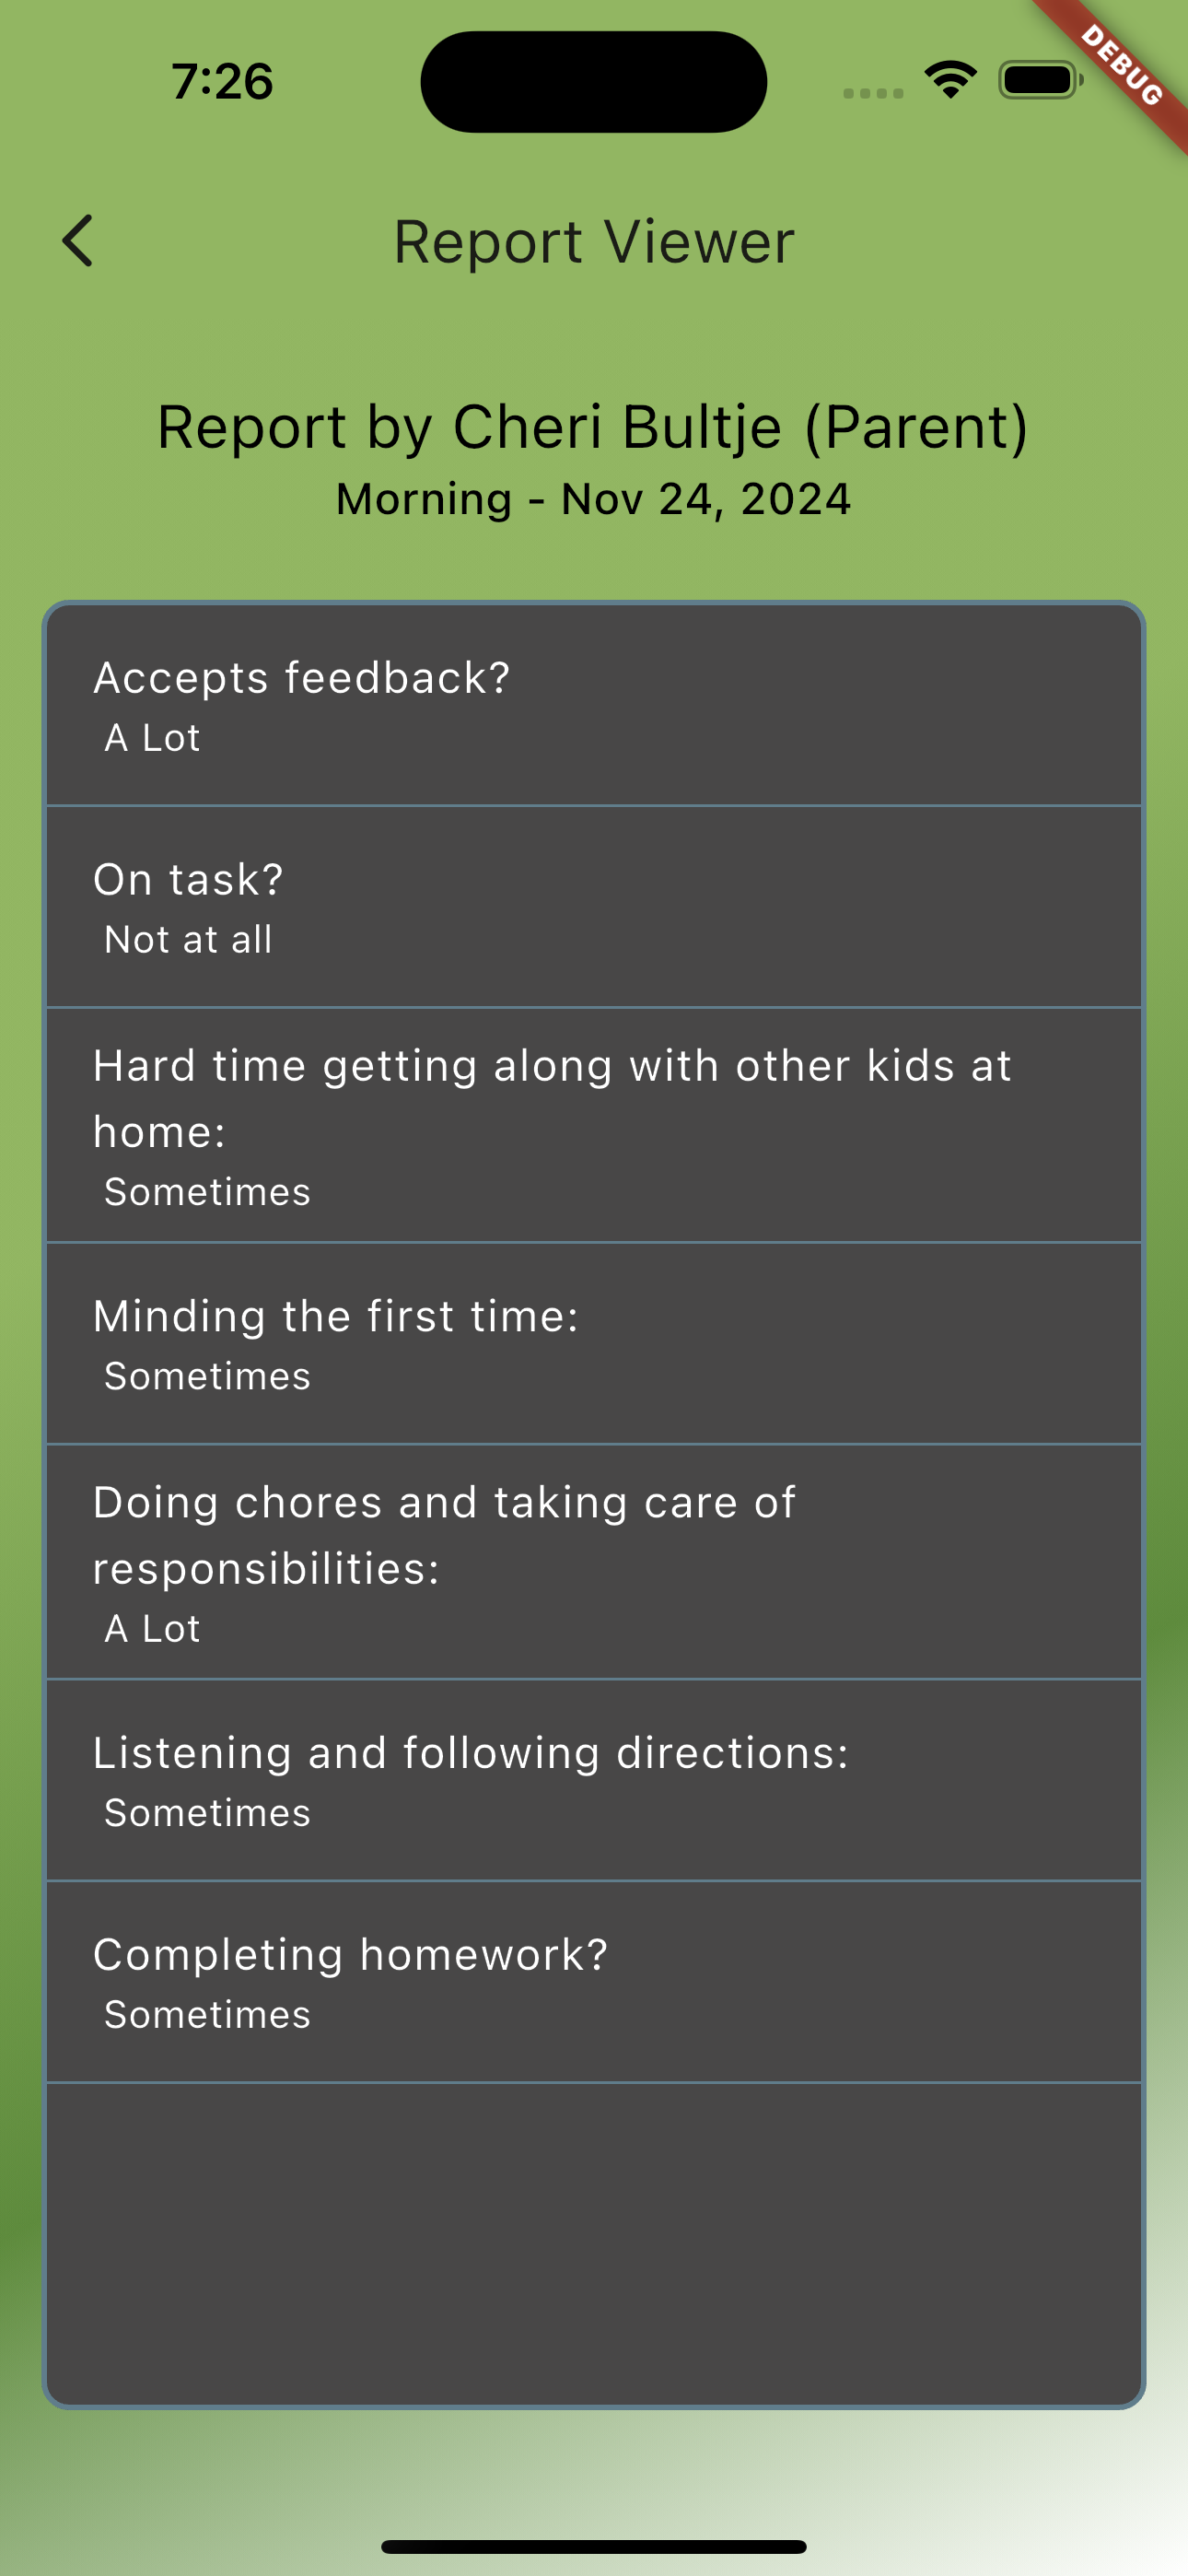 7:26
DEBUG
Report Viewer
Report by Cheri Bultje (Parent)
Morning - Nov 24, 2024
Accepts feedback?
A Lot
On task?
Not at all
Hard time getting along with other kids at
home:
Sometimes
Minding the first time:
Sometimes
Doing chores and taking care of
responsibilities:
A Lot
Listening and following directions:
Sometimes
Completing homework?
Sometimes